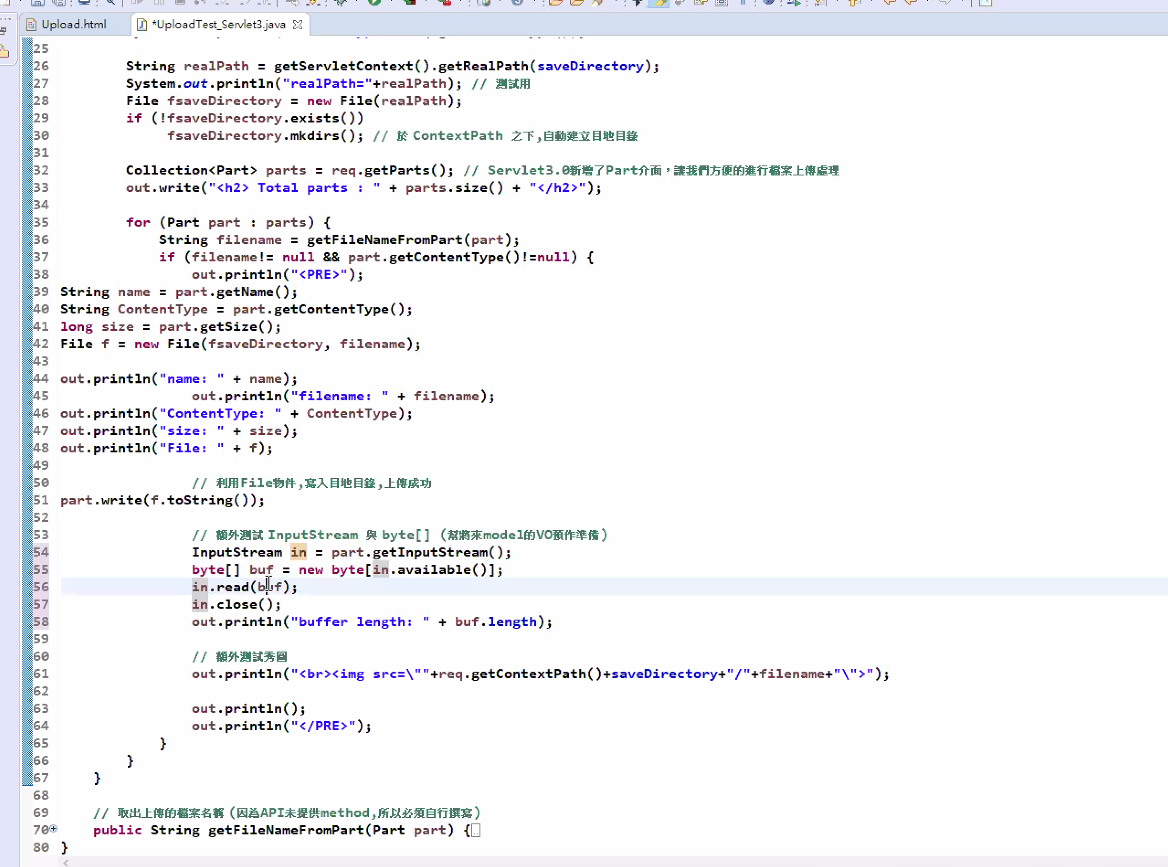 Upload.html
*UploadTest_Servlet3.java
25
26 String realPath = getServletContext().getRealPath(saveDirectory);
27 System.out.println("realPath="+realPath); // 測試用
28 File fsaveDirectory = new File(realPath);
29 if (!fsaveDirectory.exists())
30 fsaveDirectory.mkdirs(); // 於 ContextPath 之下,自動建立目地目錄
31
32 Collection<Part> parts = req.getParts(); // Servlet3.0新增了Part介面，讓我們方便的進行檔案上傳處理
33 out.write("<h2> Total parts : " + parts.size() + "</h2>");
34
35 for (Part part : parts) {
36 String filename = getFileNameFromPart(part);
37 if (filename!= null && part.getContentType()!=null) {
38 out.println("<PRE>");
39 String name = part.getName();
40 String ContentType = part.getContentType();
41 long size = part.getSize();
42 File f = new File(fsaveDirectory, filename);
43
44 out.println("name: " + name);
45 out.println("filename: " + filename);
46 out.println("ContentType: " + ContentType);
47 out.println("size: " + size);
48 out.println("File: " + f);
49
50 // 利用File物件,寫入目地目錄,上傳成功
51 part.write(f.toString());
52
53 // 額外測試 InputStream 與 byte[] (幫將來model的VO預作準備)
54 InputStream in = part.getInputStream();
55 byte[] buf = new byte[in.available()];
56 in.read(buf);
57 in.close();
58 out.println("buffer length: " + buf.length);
59
60 // 額外測試秀圖
61 out.println("<br><img src=\""+req.getContextPath()+saveDirectory+"/"+filename+"\">");
62
63 out.println();
64 out.println("</PRE>");
65 }
66 }
67 }
68
69 // 取出上傳的檔案名稱 (因為API未提供method,所以必須自行撰寫)
70 public String getFileNameFromPart(Part part) {
80 }